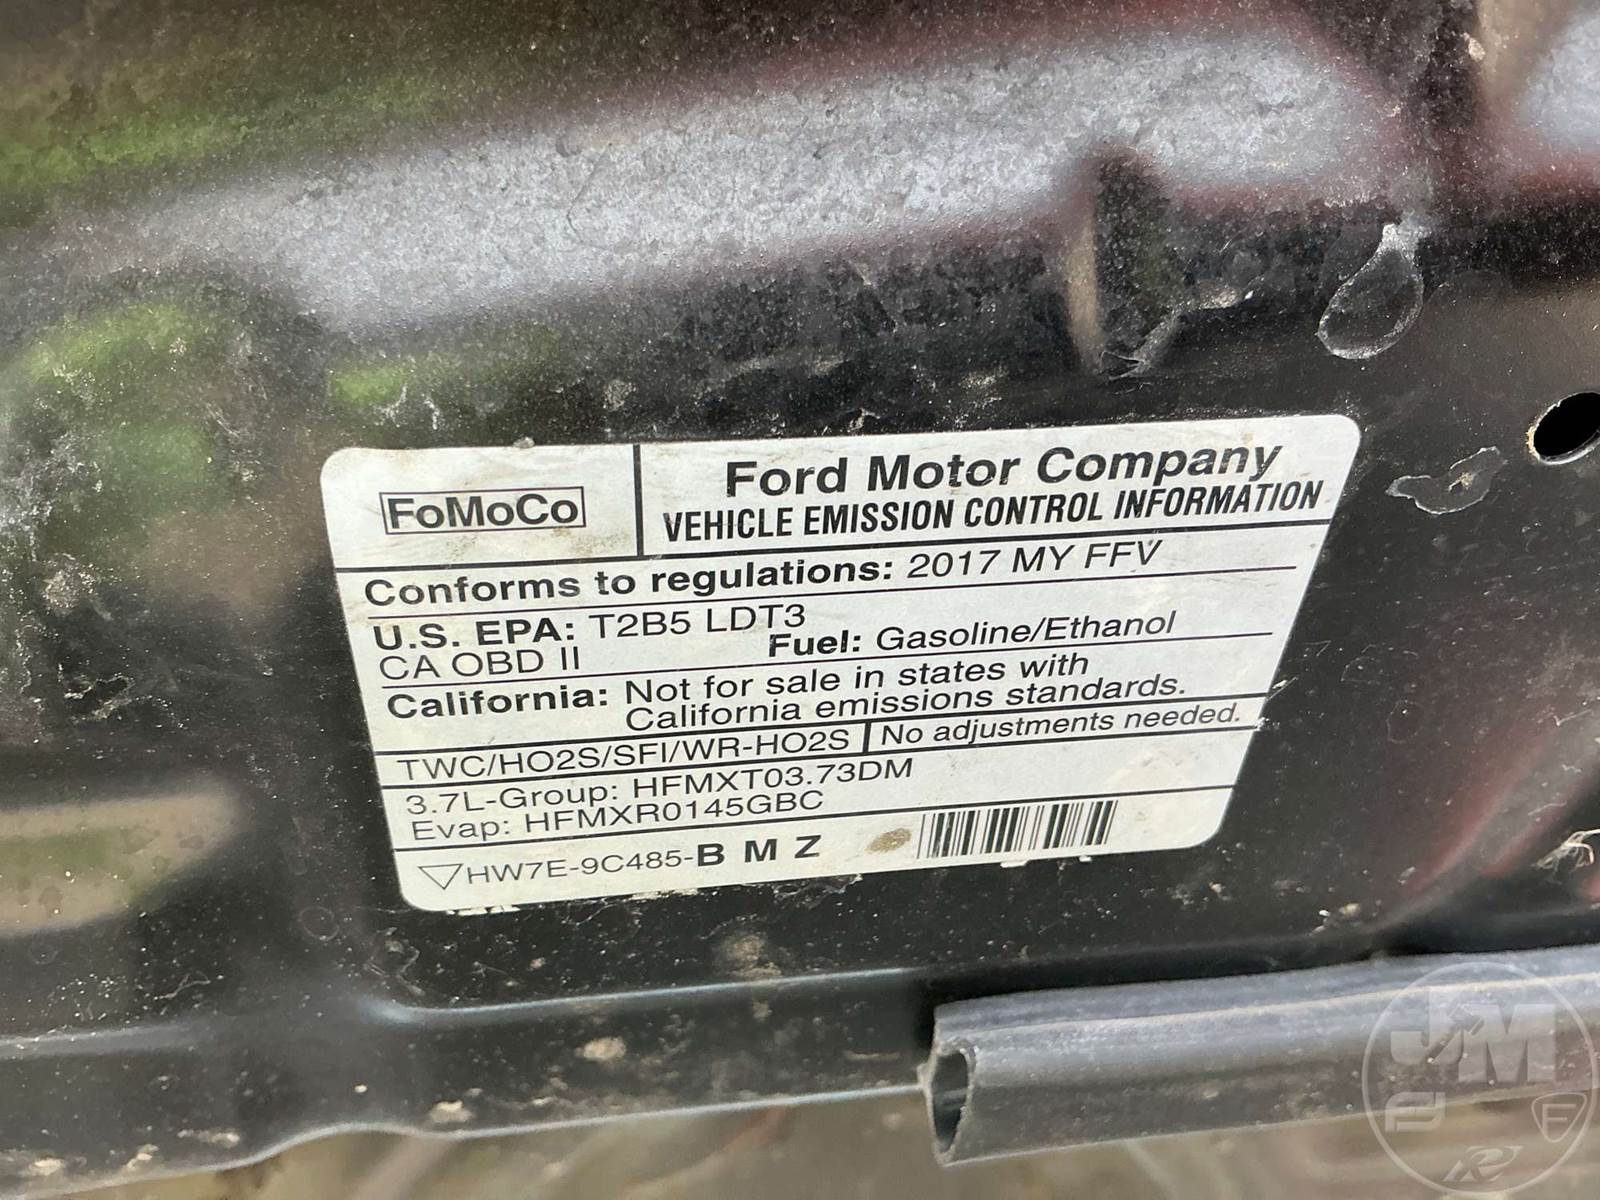 FoMoCo
Ford Motor Company
VEHICLE EMISSION CONTROL INFORMATION
Conforms to regulations: 2017 MY FFV
U.S. EPA: T2B5 LDT3
CA OBD II
Fuel: Gasoline/Ethanol
California: Not for sale in states with
California emissions standards.
TWC/HO2S/SFI/WR-HO2S
No adjustments needed.
3.7L-Group: HFMXT03.73DM
Evap: HFMXR0145GBC
HW7E-9C485-B M Z
JM